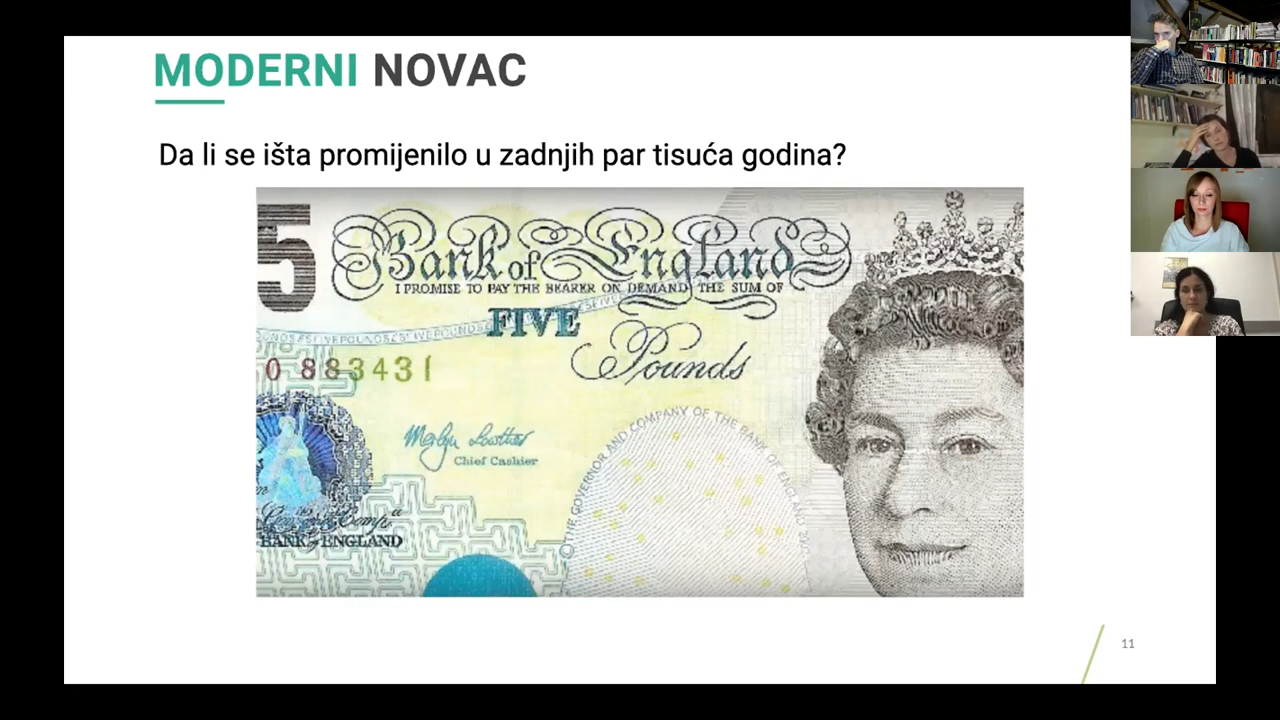 MODERNI NOVAC
Da li se išta promijenilo u zadnjih par tisuća godina?
5
Bank of England
I PROMISE TO PAY THE BEARER ON DEMAND THE SUM OF
FIVE
Pounds
0 883431
Merlyn Lowther
Chief Cashier
THE GOVERNOR AND COMPANY OF THE BANK OF ENGLAND
BANK of ENGLAND
11